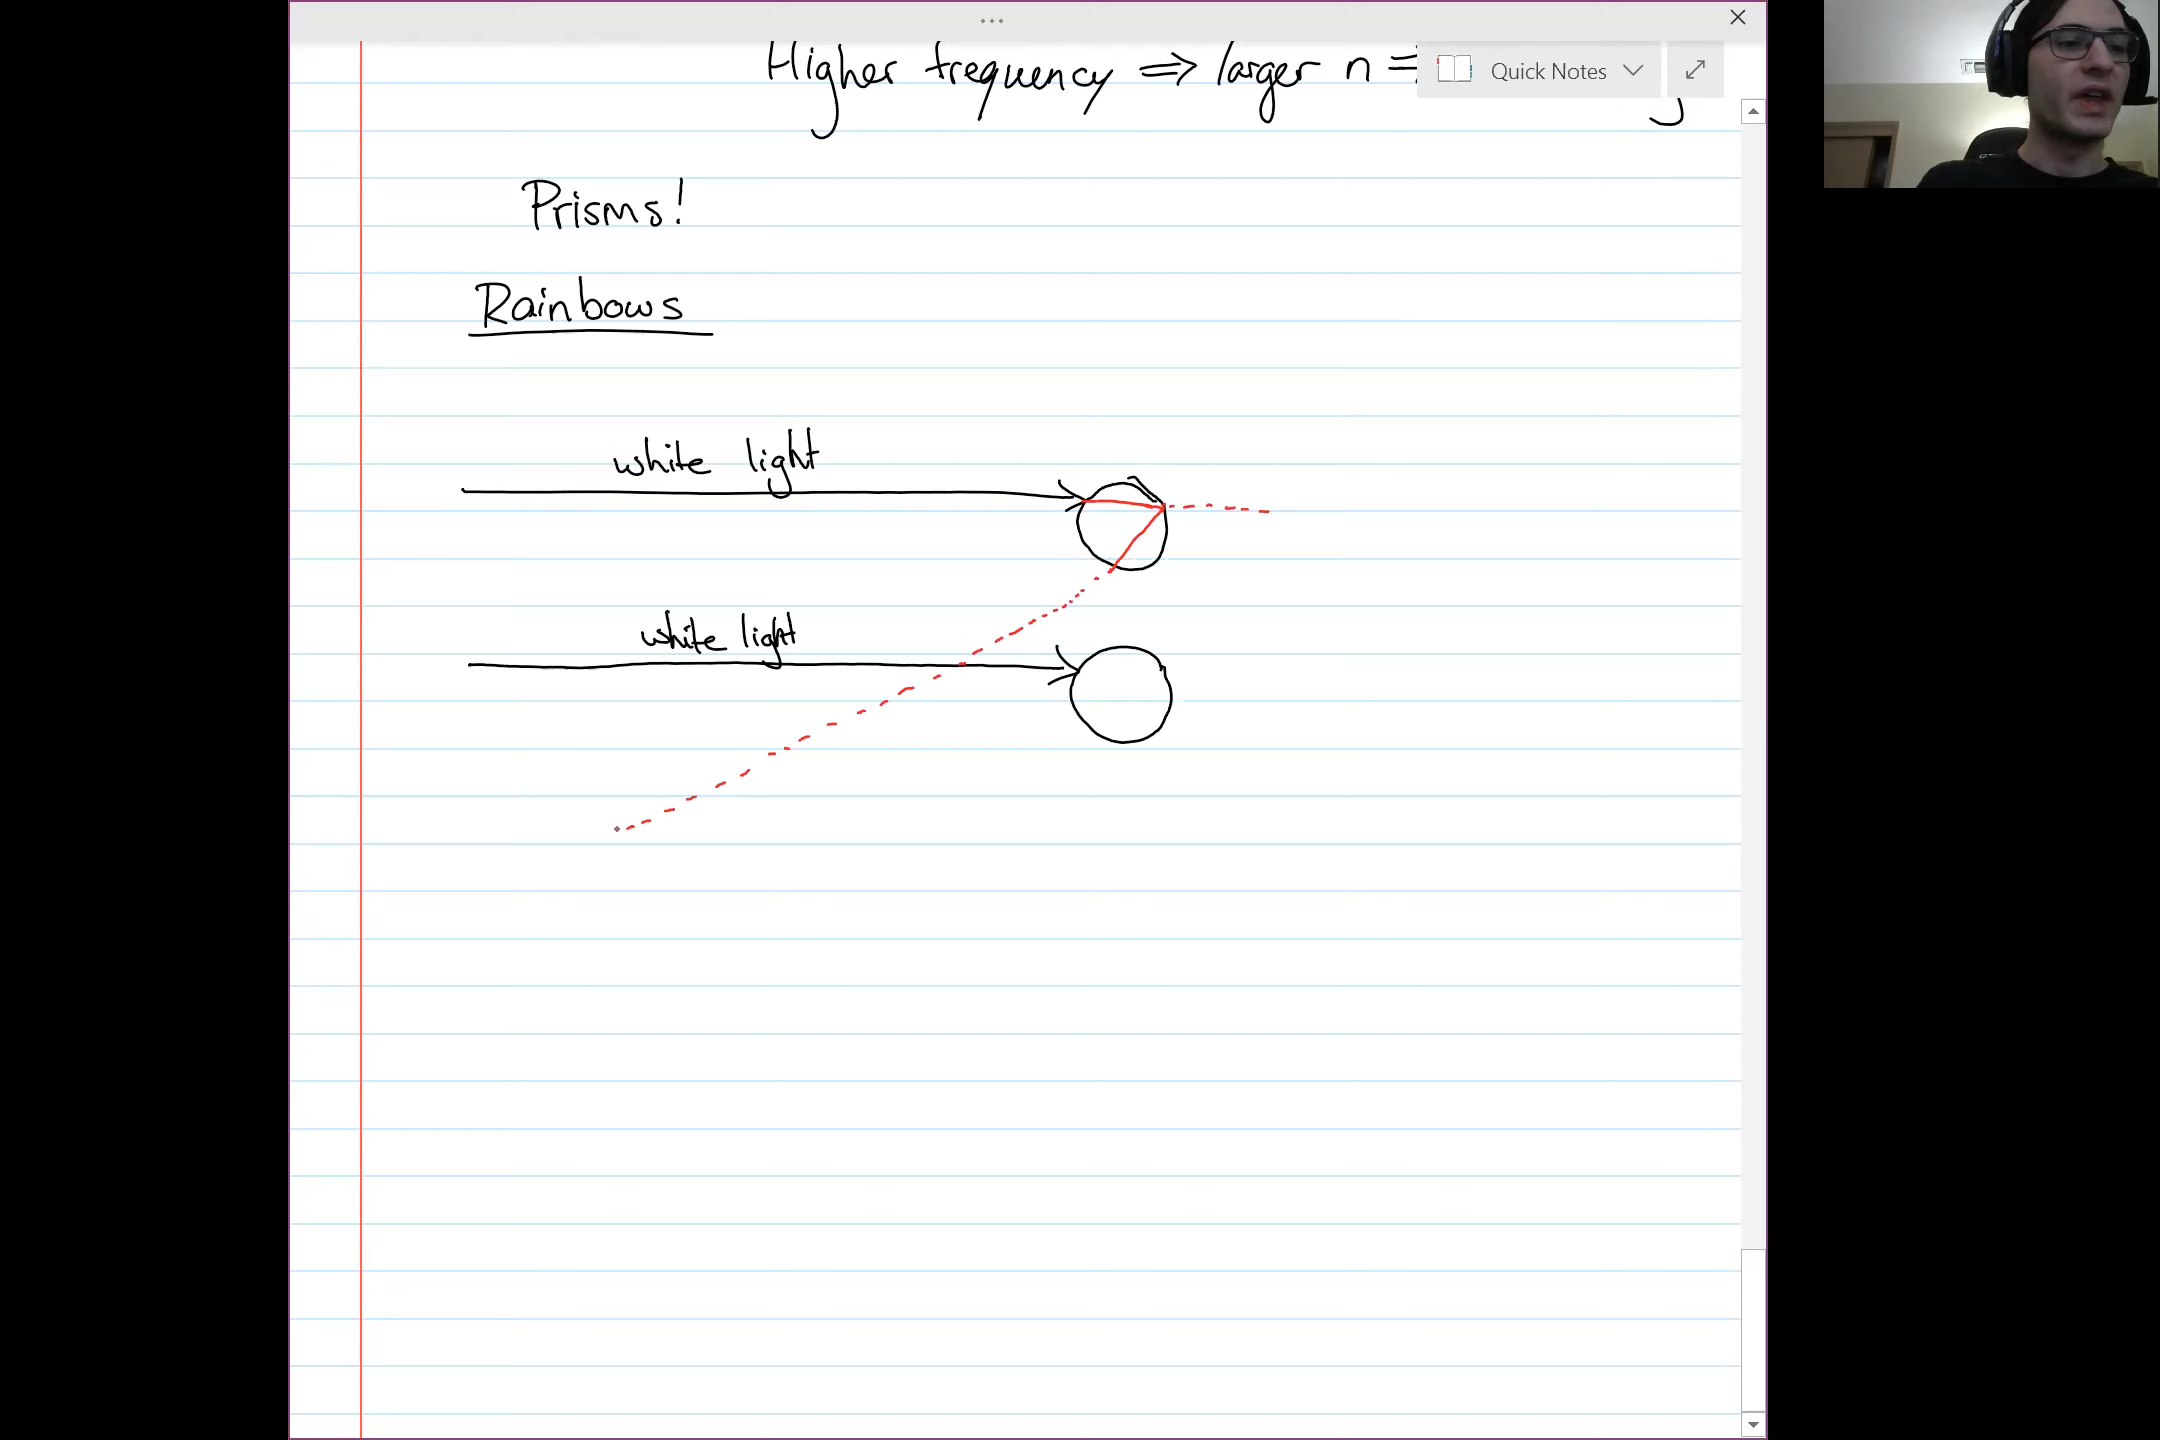 Higher frequency ⇒ larger n =
Quick Notes
Prisms!
Rainbows
white light
white light